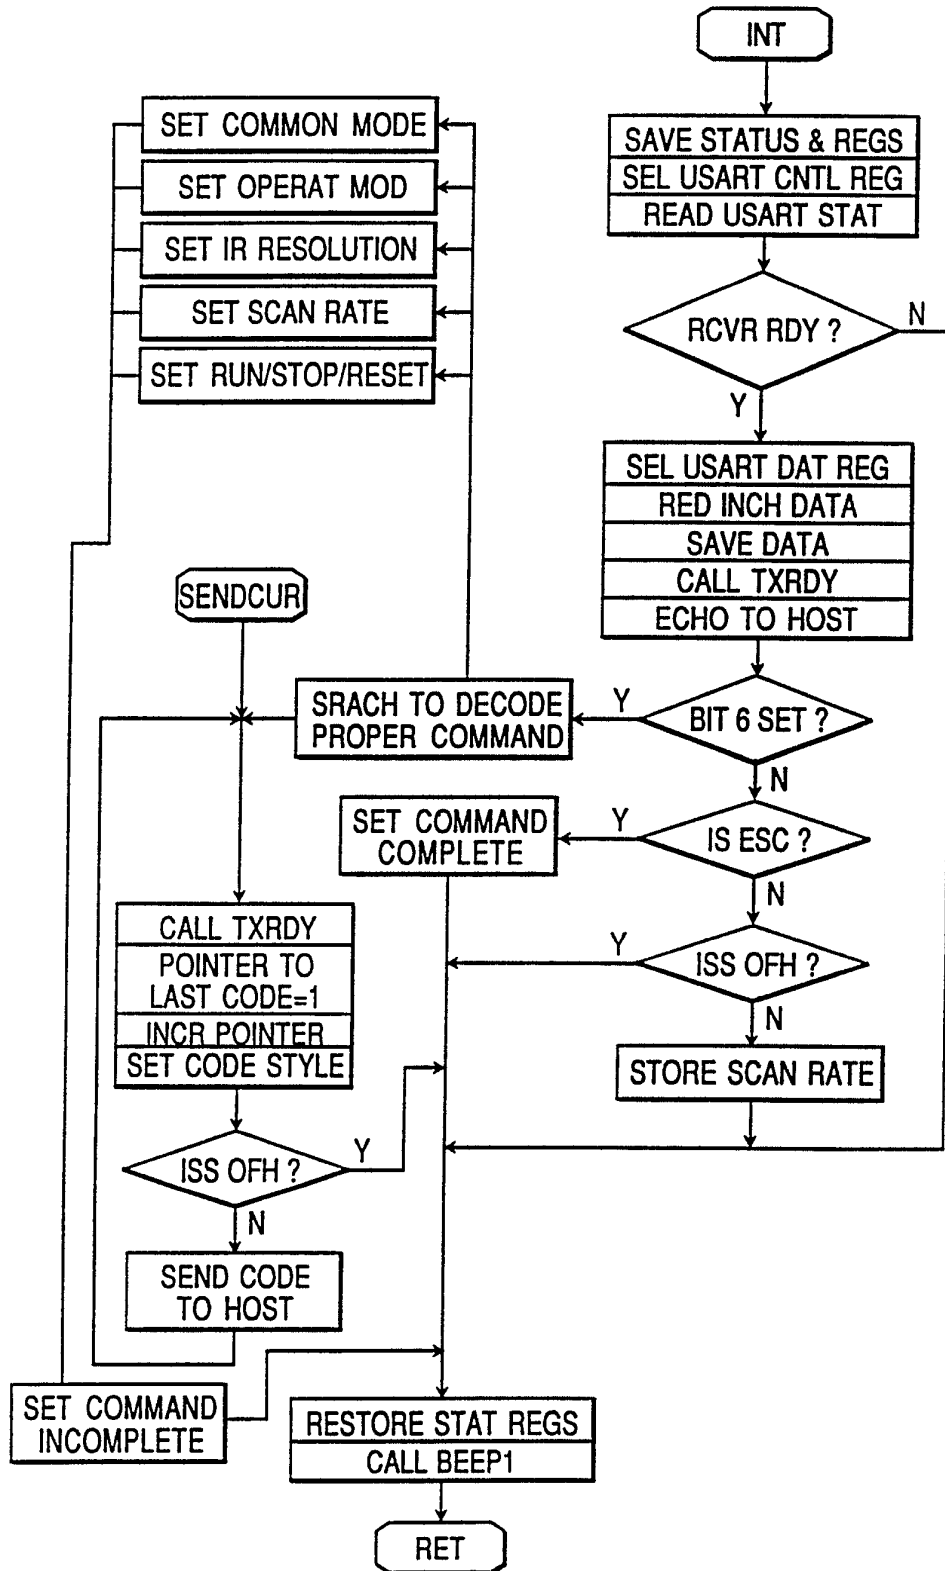 INT
SAVE STATUS & REGS
SEL USART CNTL REG
READ USART STAT
RCVR RDY ?
N
Y
SEL USART DAT REG
RED INCH DATA
SAVE DATA
CALL TXRDY
ECHO TO HOST
BIT 6 SET ?
Y
N
SRACH TO DECODE
PROPER COMMAND
SET COMMON MODE
SET OPERAT MOD
SET IR RESOLUTION
SET SCAN RATE
SET RUN/STOP/RESET
SENDCUR
IS ESC ?
Y
N
SET COMMAND
COMPLETE
ISS OFH ?
Y
N
STORE SCAN RATE
CALL TXRDY
POINTER TO
LAST CODE=1
INCR POINTER
SET CODE STYLE
ISS OFH ?
Y
N
SEND CODE
TO HOST
SET COMMAND
INCOMPLETE
RESTORE STAT REGS
CALL BEEP1
RET